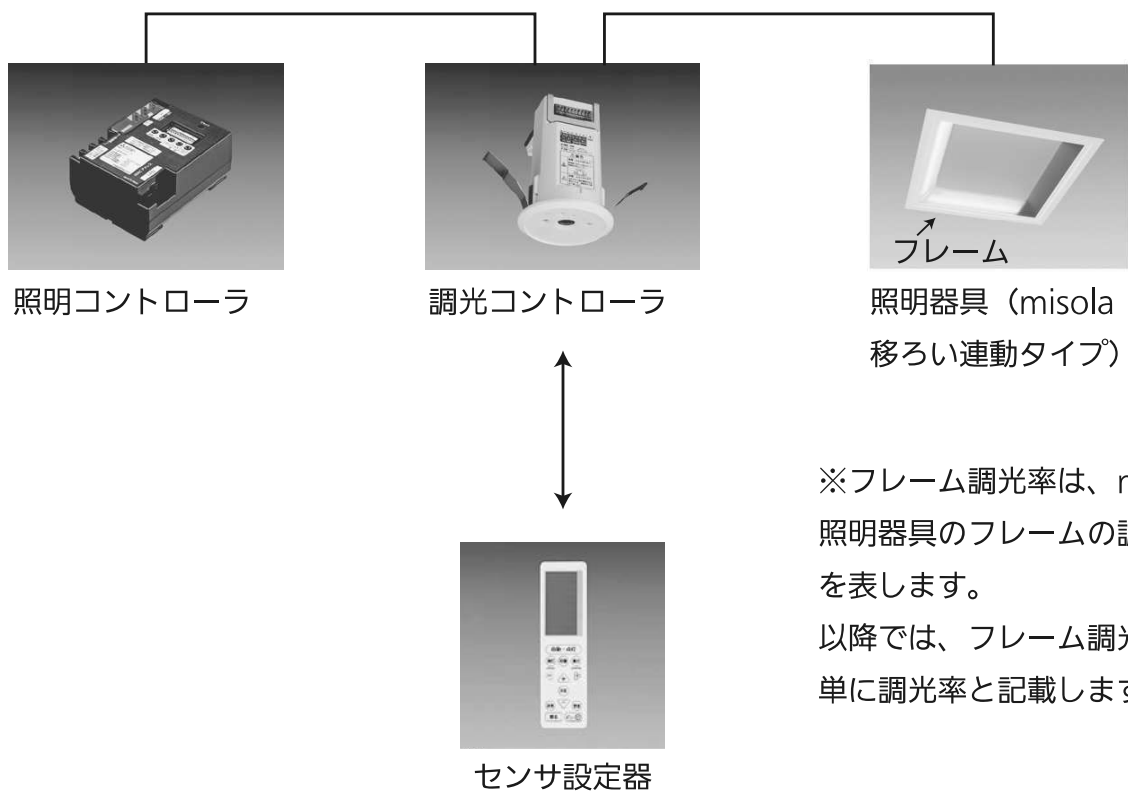 フレーム
照明コントローラ
調光コントローラ
照明器具（misola
移ろい連動タイプ）
※フレーム調光率は、
照明器具のフレームの
を表します。
以降では、フレーム調光
単に調光率と記載します
センサ設定器